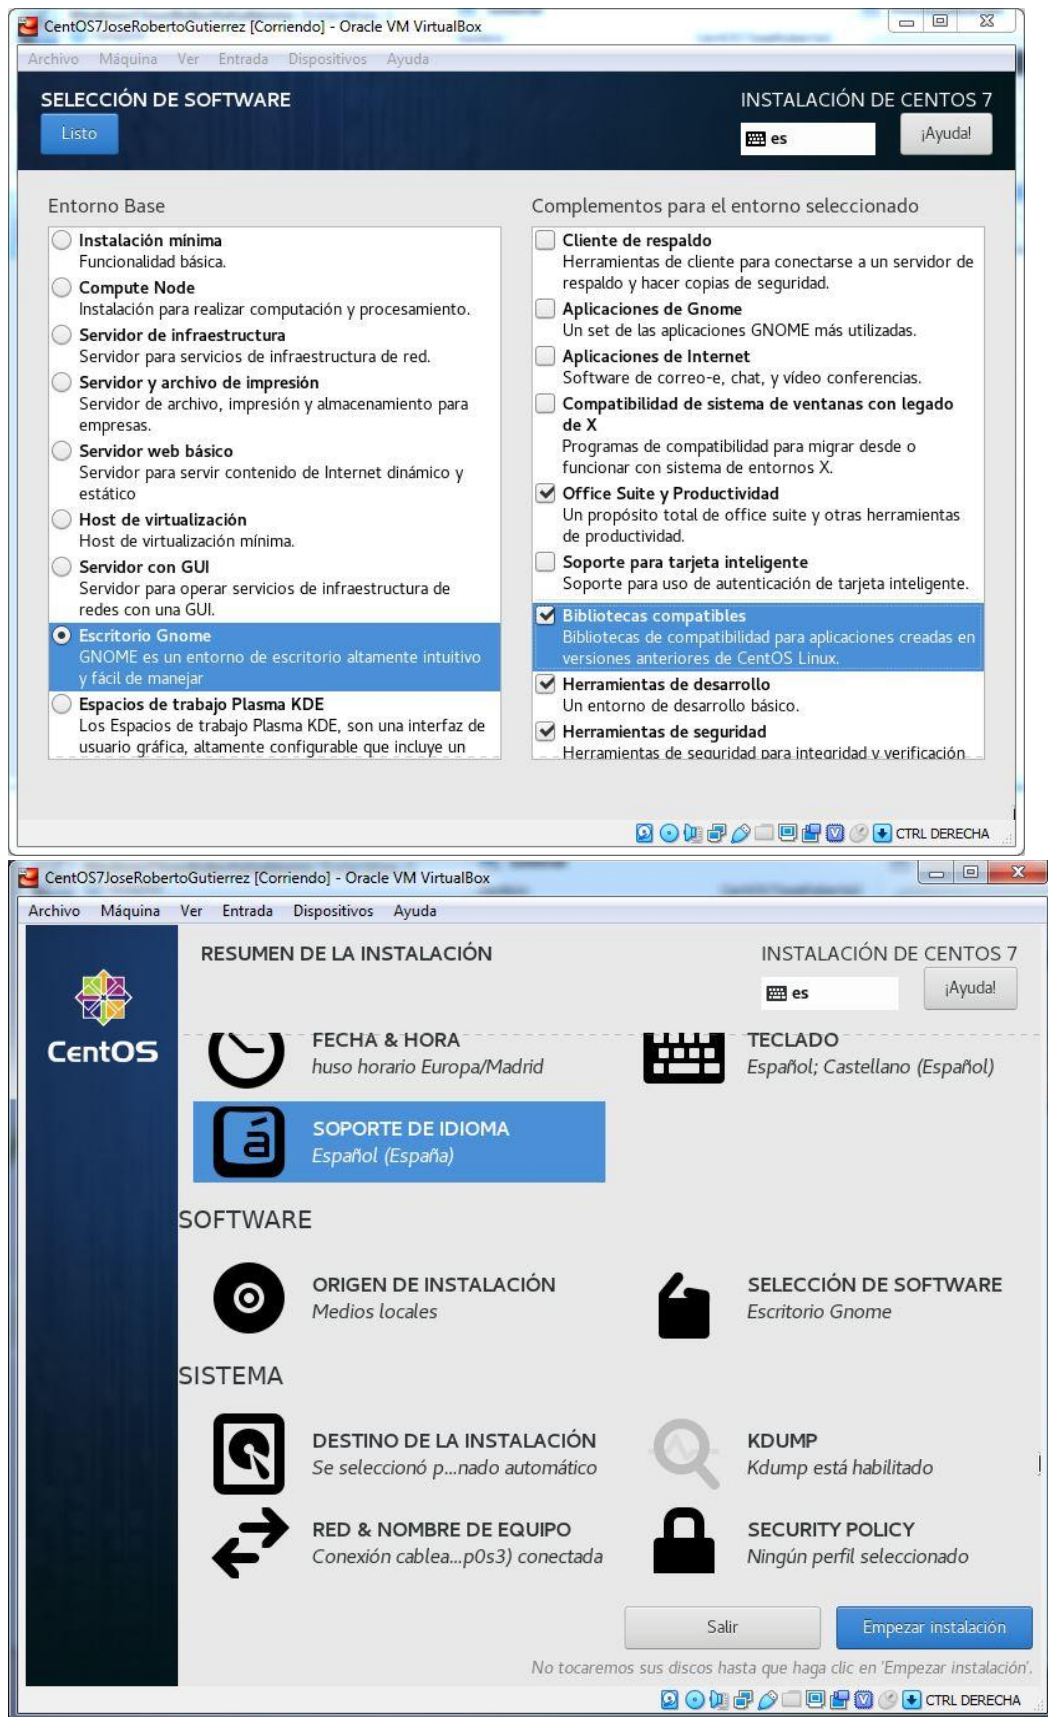 CentOS7JoseRobertoGutierrez [Corriendo] - Oracle VM VirtualBox
Archivo Máquina Ver Entrada Dispositivos Ayuda
SELECCIÓN DE SOFTWARE
INSTALACIÓN DE CENTOS 7
Listo
es
¡Ayuda!
Entorno Base
Instalación mínima
Funcionalidad básica.
Compute Node
Instalación para realizar computación y procesamiento.
Servidor de infraestructura
Servidor para servicios de infraestructura de red.
Servidor y archivo de impresión
Servidor de archivo, impresión y almacenamiento para
empresas.
Servidor web básico
Servidor para servir contenido de Internet dinámico y
estático
Host de virtualización
Host de virtualización mínima.
Servidor con GUI
Servidor para operar servicios de infraestructura de
redes con una GUI.
Escritorio Gnome
GNOME es un entorno de escritorio altamente intuitivo
y fácil de manejar
Espacios de trabajo Plasma KDE
Los Espacios de trabajo Plasma KDE, son una interfaz de
usuario gráfica, altamente configurable que incluye un
Complementos para el entorno seleccionado
Cliente de respaldo
Herramientas de cliente para conectarse a un servidor de
respaldo y hacer copias de seguridad.
Aplicaciones de Gnome
Un set de las aplicaciones GNOME más utilizadas.
Aplicaciones de Internet
Software de correo-e, chat, y vídeo conferencias.
Compatibilidad de sistema de ventanas con legado
de X
Programas de compatibilidad para migrar desde o
funcionar con sistema de entornos X.
Office Suite y Productividad
Un propósito total de office suite y otras herramientas
de productividad.
Soporte para tarjeta inteligente
Soporte para uso de autenticación de tarjeta inteligente.
Bibliotecas compatibles
Bibliotecas de compatibilidad para aplicaciones creadas en
versiones anteriores de CentOS Linux.
Herramientas de desarrollo
Un entorno de desarrollo básico.
Herramientas de seguridad
Herramientas de seguridad para integridad y verificación
CTRL DERECHA
CentOS7JoseRobertoGutierrez [Corriendo] - Oracle VM VirtualBox
Archivo Máquina Ver Entrada Dispositivos Ayuda
CentOS
RESUMEN DE LA INSTALACIÓN
INSTALACIÓN DE CENTOS 7
es
¡Ayuda!
FECHA & HORA
huso horario Europa/Madrid
TECLADO
Español; Castellano (Español)
SOPORTE DE IDIOMA
Español (España)
SOFTWARE
ORIGEN DE INSTALACIÓN
Medios locales
SELECCIÓN DE SOFTWARE
Escritorio Gnome
SISTEMA
DESTINO DE LA INSTALACIÓN
Se seleccionó p...nado automático
KDUMP
Kdump está habilitado
RED & NOMBRE DE EQUIPO
Conexión cablea...p0s3) conectada
SECURITY POLICY
Ningún perfil seleccionado
Salir
Empezar instalación
No tocaremos sus discos hasta que haga clic en 'Empezar instalación'.
CTRL DERECHA